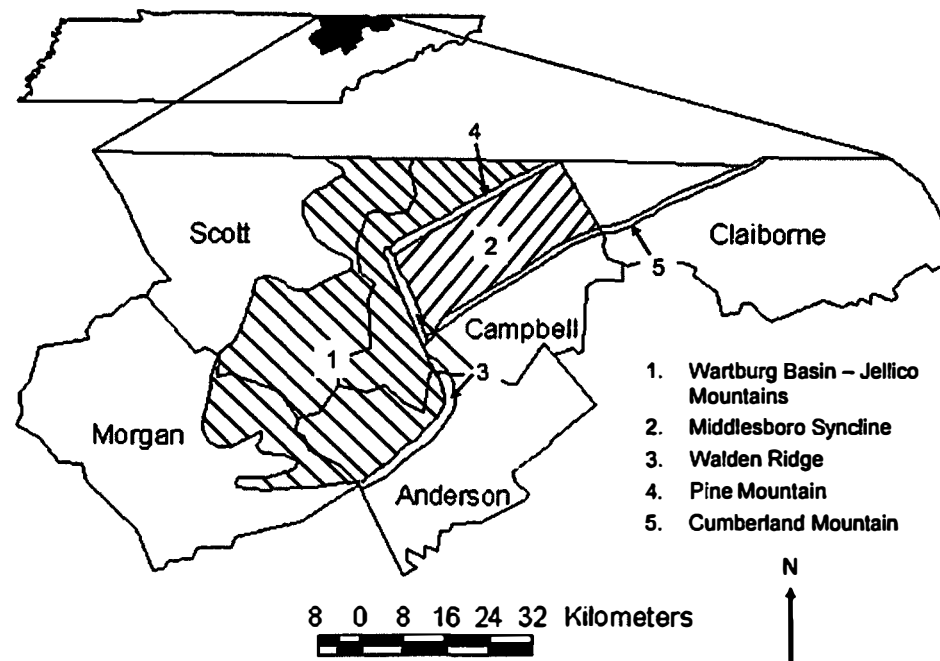 4
Scott
2
Claiborne
5
Campbell
1
3
Morgan
Anderson
1. Wartburg Basin – Jellico
Mountains
2. Middlesboro Syncline
3. Walden Ridge
4. Pine Mountain
5. Cumberland Mountain
N
8 0 8 16 24 32 Kilometers